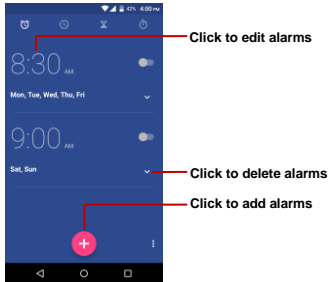 42% 4:00 PM
8:30 AM
Click to edit alarms
Mon, Tue, Wed, Thu, Fri
9:00 AM
Sat, Sun
Click to delete alarms
Click to add alarms